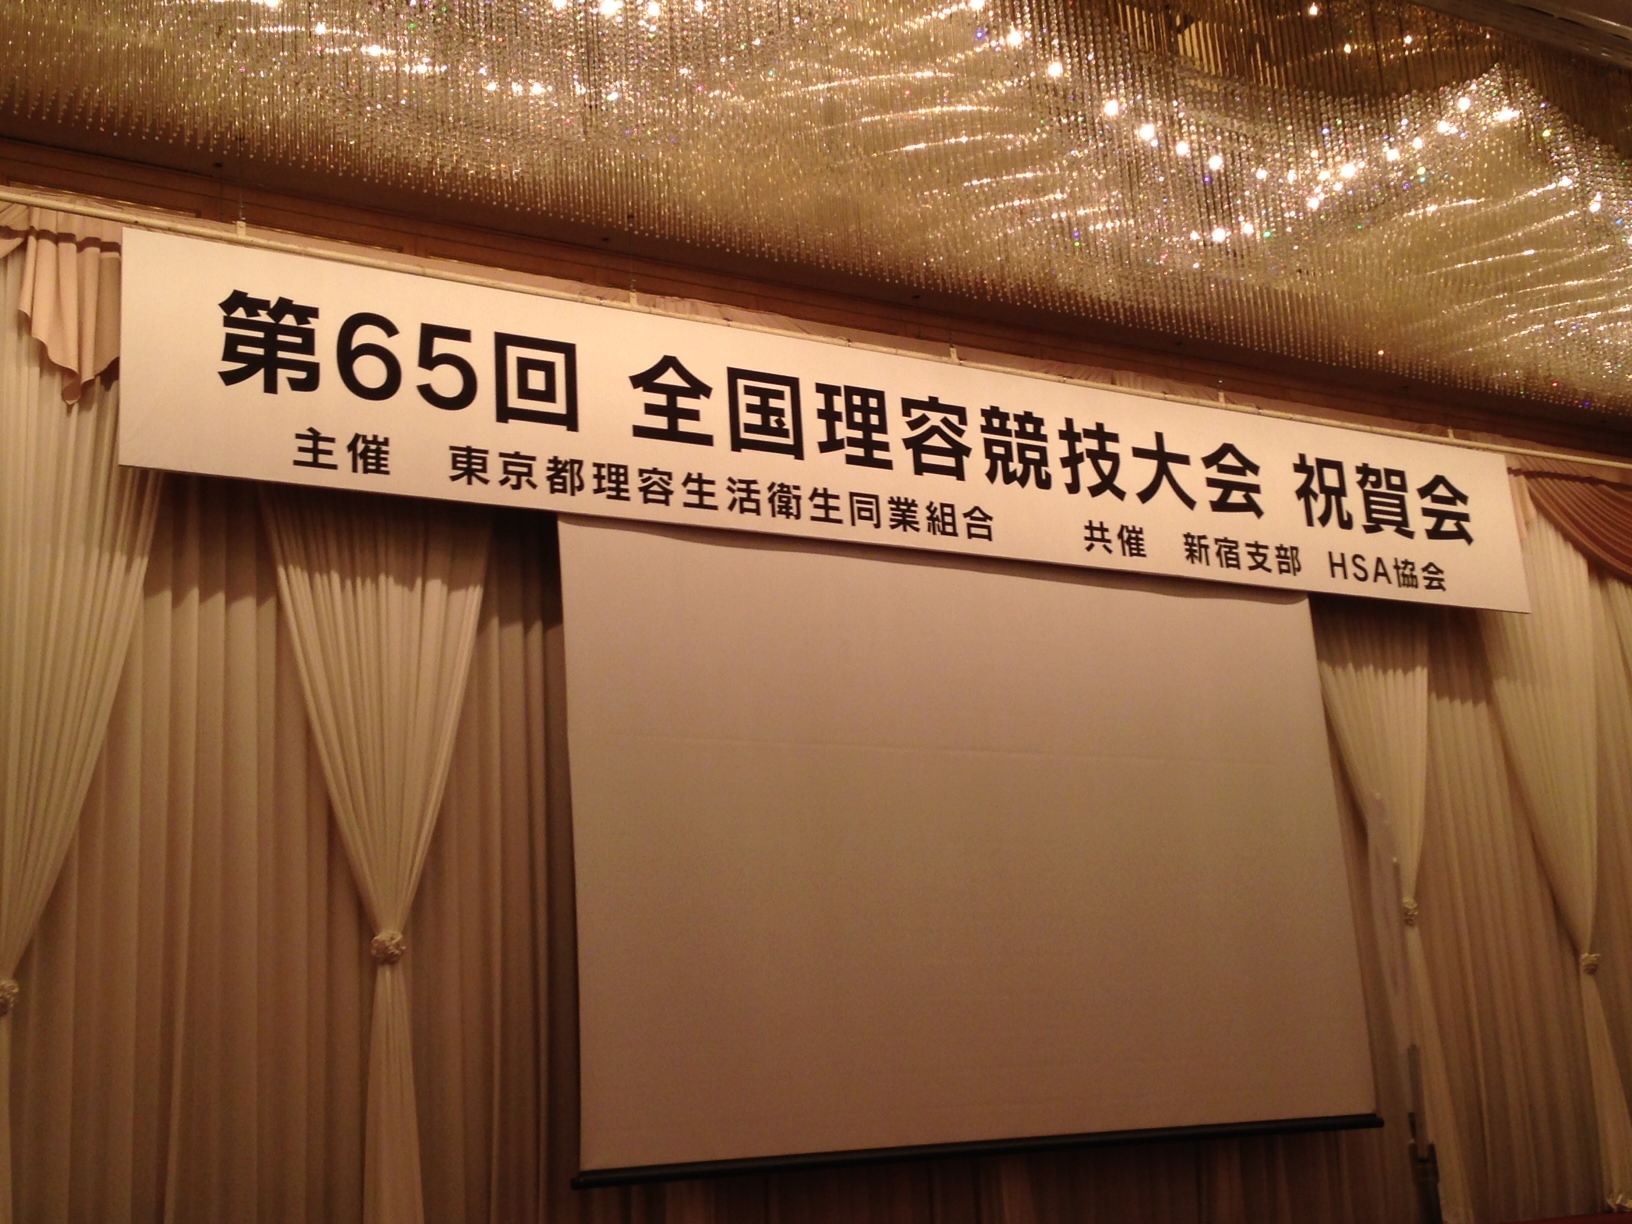 第65回 全国理容競技大会 祝賀会
主催 東京都理容生活衛生同業組合 共催 新宿支部 HSA協会